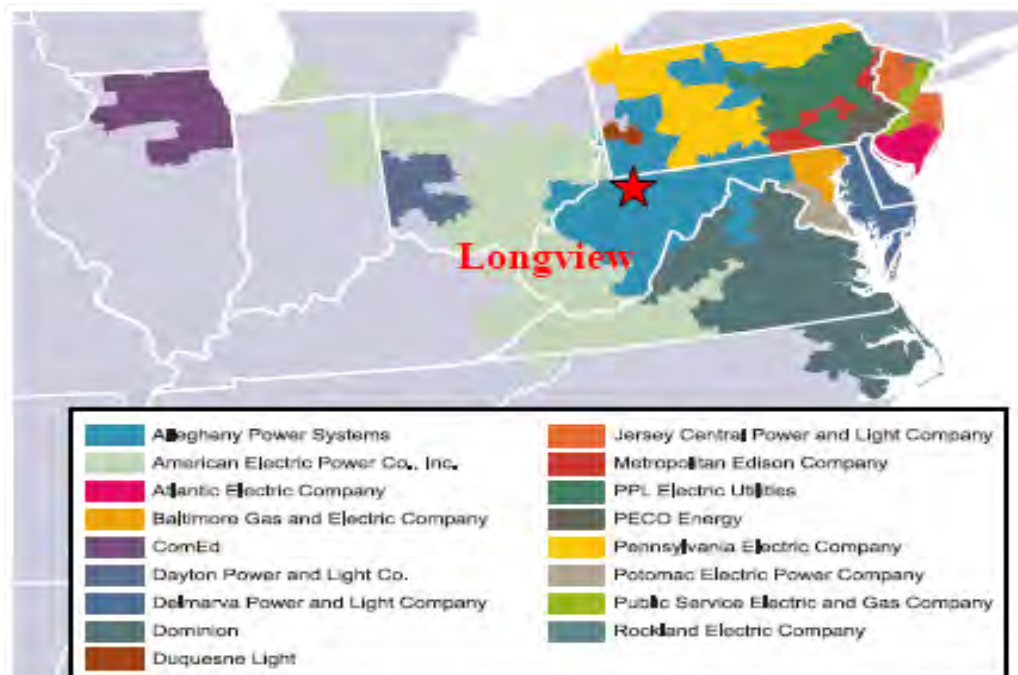 Longview
Allegheny Power Systems
American Electric Power Co., Inc.
Atlantic Electric Company
Baltimore Gas and Electric Company
ComEd
Dayton Power and Light Co.
Delmarva Power and Light Company
Dominion
Duquesne Light
Jersey Central Power and Light Company
Metropolitan Edison Company
PPL Electric Utilities
PECO Energy
Pennsylvania Electric Company
Potomac Electric Power Company
Public Service Electric and Gas Company
Rockland Electric Company